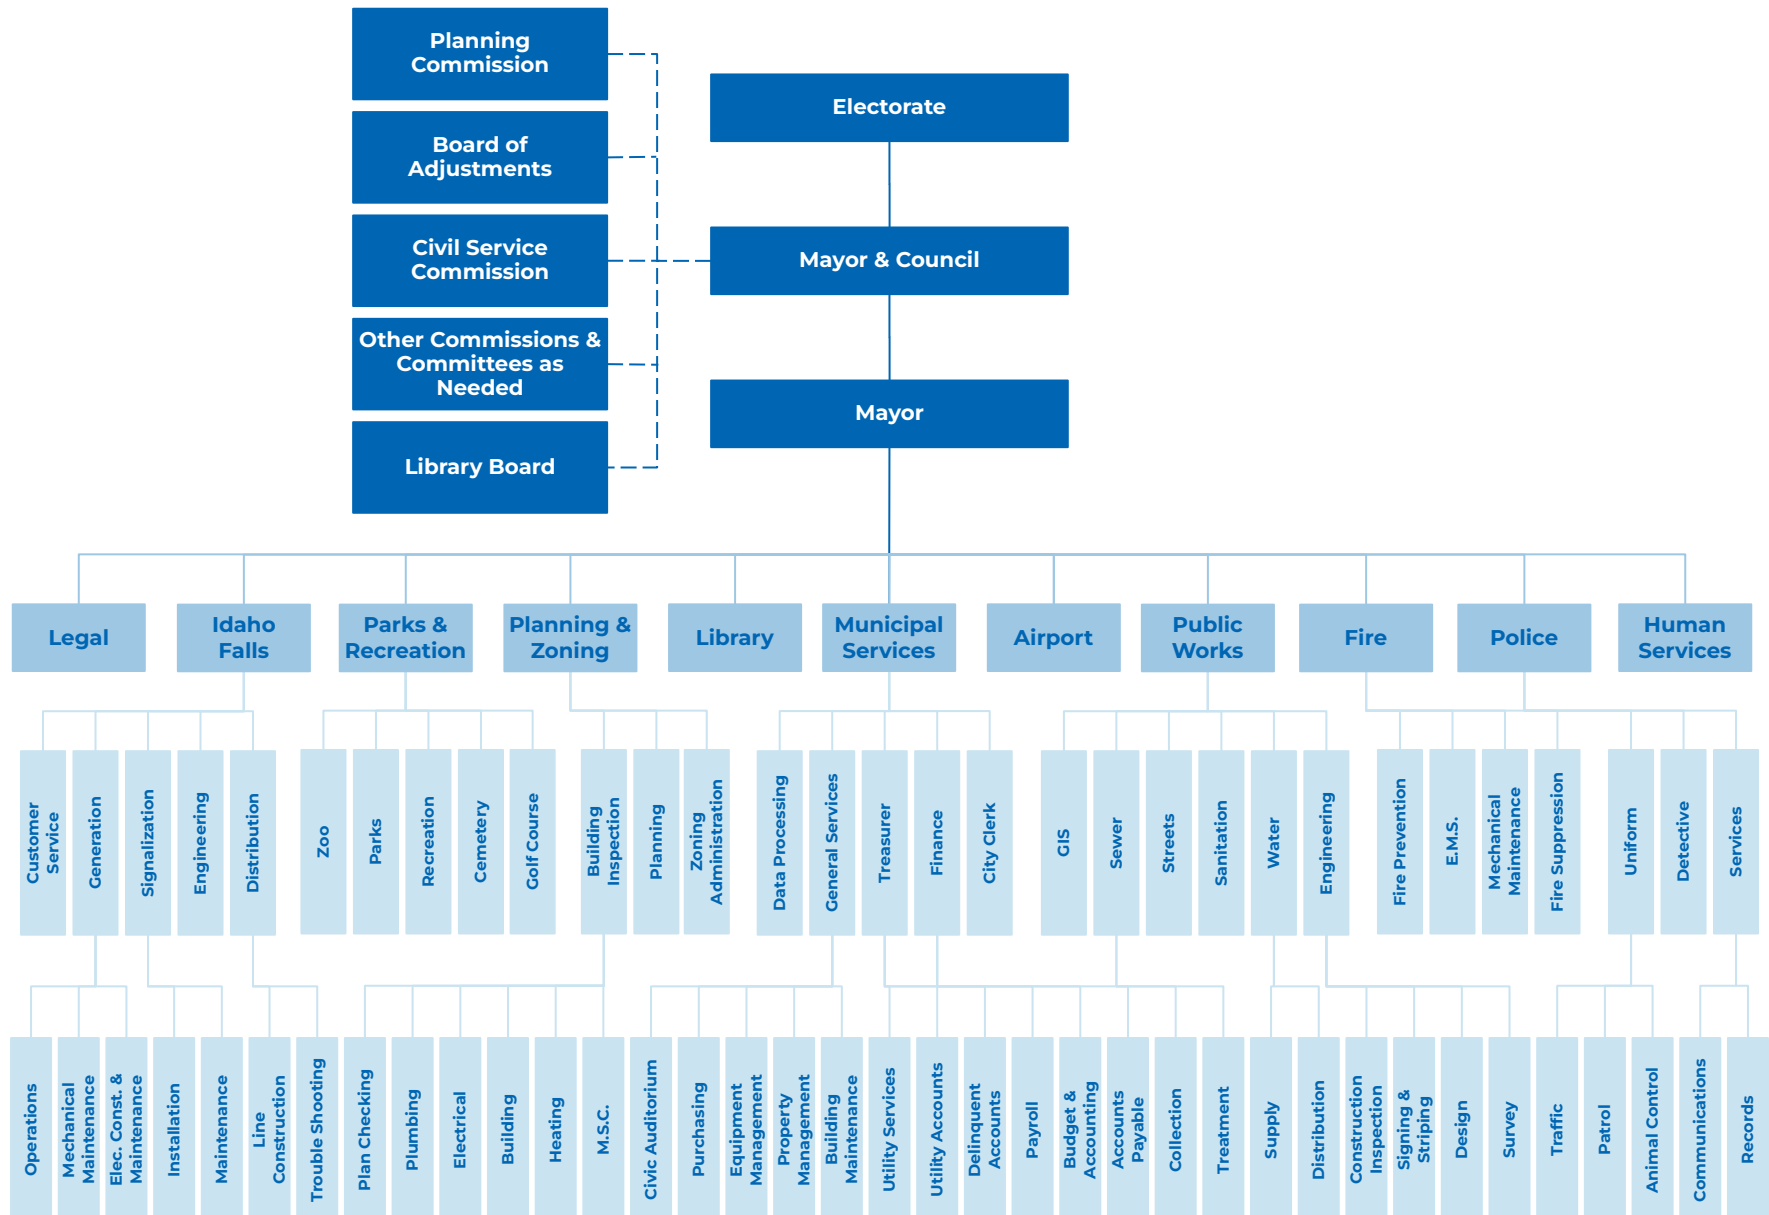 Planning
Commission
Electorate
Board of
Adjustments
Civil Service
Commission
Mayor & Council
Other Commissions &
Committees as
Needed
Mayor
Library Board
Legal
Idaho
Falls
Parks &
Recreation
Planning &
Zoning
Library
Municipal
Services
Airport
Public
Works
Fire
Police
Human
Services
Customer
Service
Generation
Signalization
Engineering
Distribution
Zoo
Parks
Recreation
Cemetery
Golf Course
Building
Inspection
Planning
Zoning
Administration
Data Processing
General Services
Treasurer
Finance
City Clerk
GIS
Sewer
Streets
Sanitation
Water
Engineering
Fire Prevention
E.M.S.
Mechanical
Maintenance
Fire Suppression
Uniform
Detective
Services
Operations
Mechanical
Maintenance
Elec. Const. &
Maintenance
Installation
Maintenance
Line
Construction
Trouble Shooting
Plan Checking
Plumbing
Electrical
Building
Heating
M.S.C.
Civic Auditorium
Purchasing
Equipment
Management
Property
Management
Building
Maintenance
Utility Services
Utility Accounts
Delinquent
Accounts
Payroll
Budget &
Accounting
Accounts
Payable
Collection
Treatment
Supply
Distribution
Construction
Inspection
Signing &
Striping
Design
Survey
Traffic
Patrol
Animal Control
Communications
Records